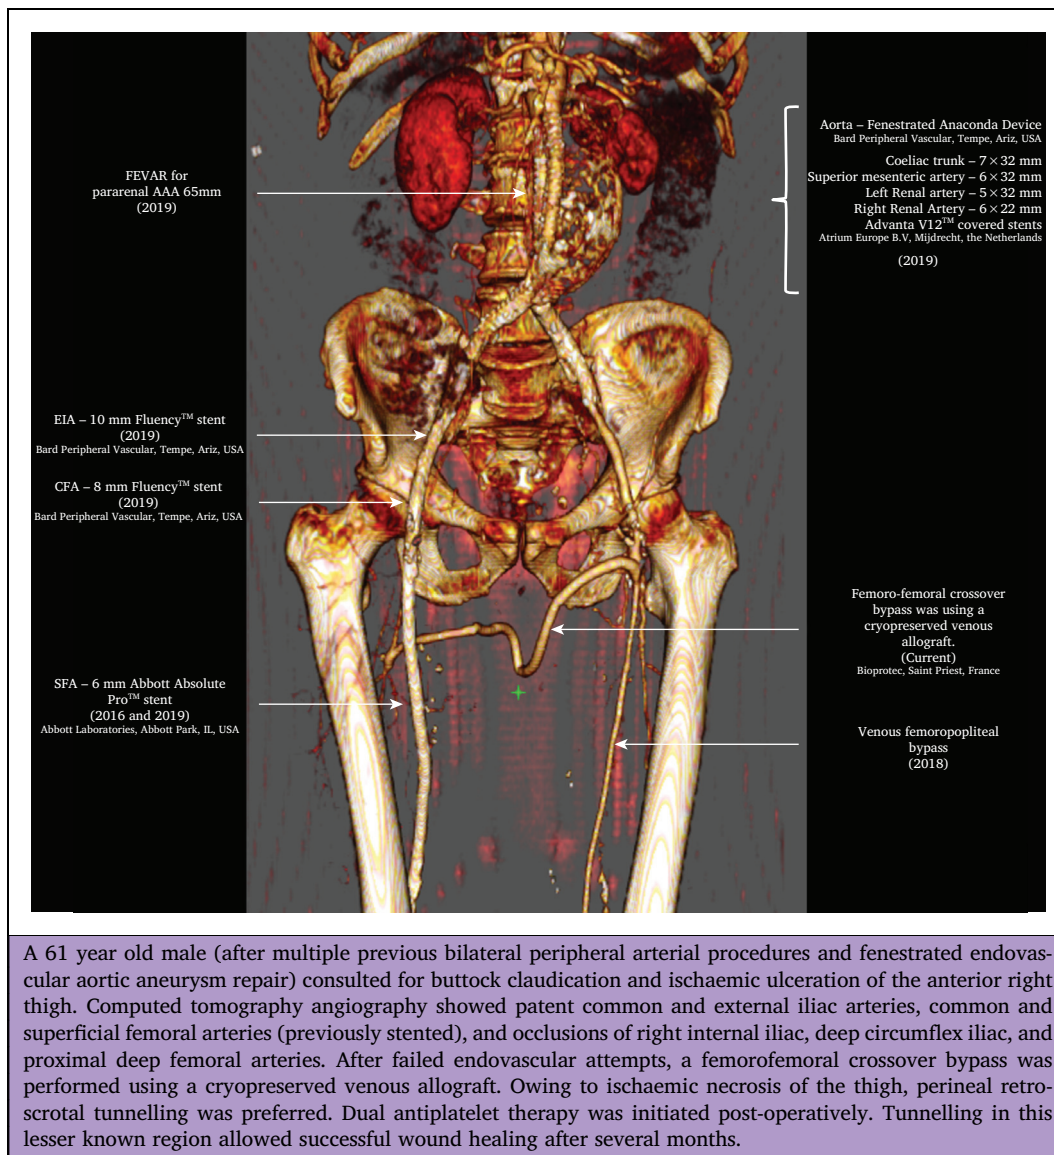 FEVAR for
pararenal AAA 65mm
(2019)
Aorta – Fenestrated Anaconda Device
Bard Peripheral Vascular, Tempe, Ariz, USA
Coeliac trunk – 7 × 32 mm
Superior mesenteric artery – 6 × 32 mm
Left Renal artery – 5 × 32 mm
Right Renal Artery – 6 × 22 mm
Advanta V12™ covered stents
Atrium Europe B.V, Mijdrecht, the Netherlands
(2019)
EIA – 10 mm Fluency™ stent
(2019)
Bard Peripheral Vascular, Tempe, Ariz, USA
CFA – 8 mm Fluency™ stent
(2019)
Bard Peripheral Vascular, Tempe, Ariz, USA
SFA – 6 mm Abbott Absolute
Pro™ stent
(2016 and 2019)
Abbott Laboratories, Abbott Park, IL, USA
Femoro-femoral crossover
bypass was using a
cryopreserved venous
allograft.
(Current)
Bioprotec, Saint Priest, France
Venous femoropopliteal
bypass
(2018)
A 61 year old male (after multiple previous bilateral peripheral arterial procedures and fenestrated endovas-
cular aortic aneurysm repair) consulted for buttock claudication and ischaemic ulceration of the anterior right
thigh. Computed tomography angiography showed patent common and external iliac arteries, common and
superficial femoral arteries (previously stented), and occlusions of right internal iliac, deep circumflex iliac, and
proximal deep femoral arteries. After failed endovascular attempts, a femorofemoral crossover bypass was
performed using a cryopreserved venous allograft. Owing to ischaemic necrosis of the thigh, perineal retro-
scrotal tunnelling was preferred. Dual antiplatelet therapy was initiated post-operatively. Tunnelling in this
lesser known region allowed successful wound healing after several months.